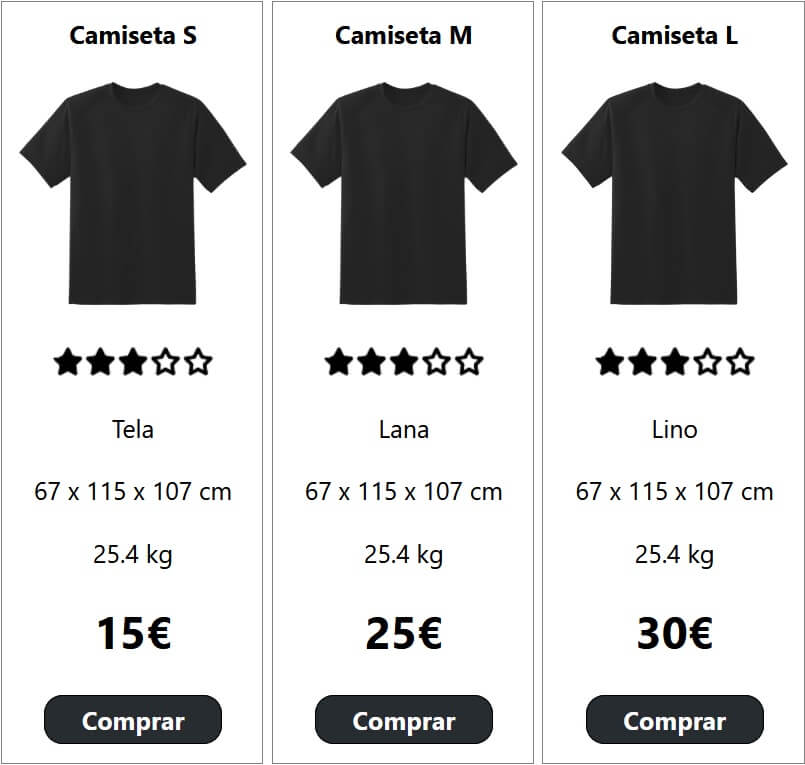 Camiseta S
Tela
67 x 115 x 107 cm
25.4 kg
15€
Comprar
Camiseta M
Lana
67 x 115 x 107 cm
25.4 kg
25€
Comprar
Camiseta L
Lino
67 x 115 x 107 cm
25.4 kg
30€
Comprar